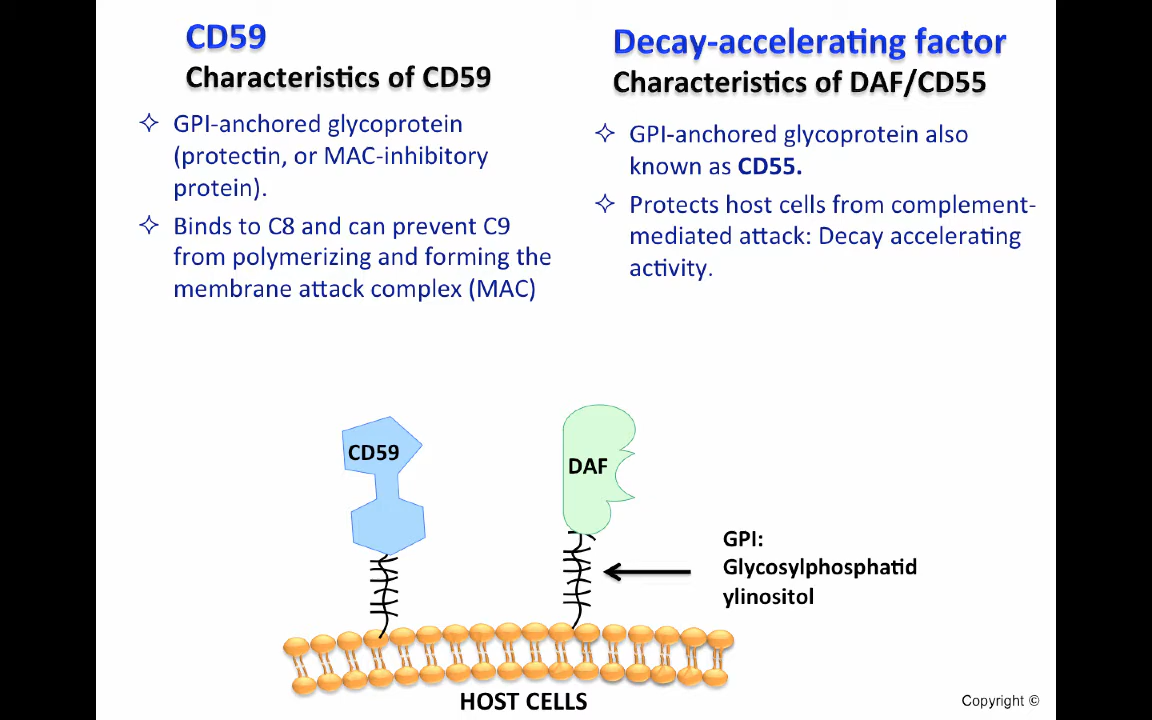 CD59
Characteristics of CD59
GPI-anchored glycoprotein
(protectin, or MAC-inhibitory
protein).
Binds to C8 and can prevent C9
from polymerizing and forming the
membrane attack complex (MAC)
Decay-accelerating factor
Characteristics of DAF/CD55
GPI-anchored glycoprotein also
known as CD55.
Protects host cells from complement-
mediated attack: Decay accelerating
activity.
CD59
DAF
GPI:
Glycosylphosphatid
ylinositol
HOST CELLS
Copyright ©